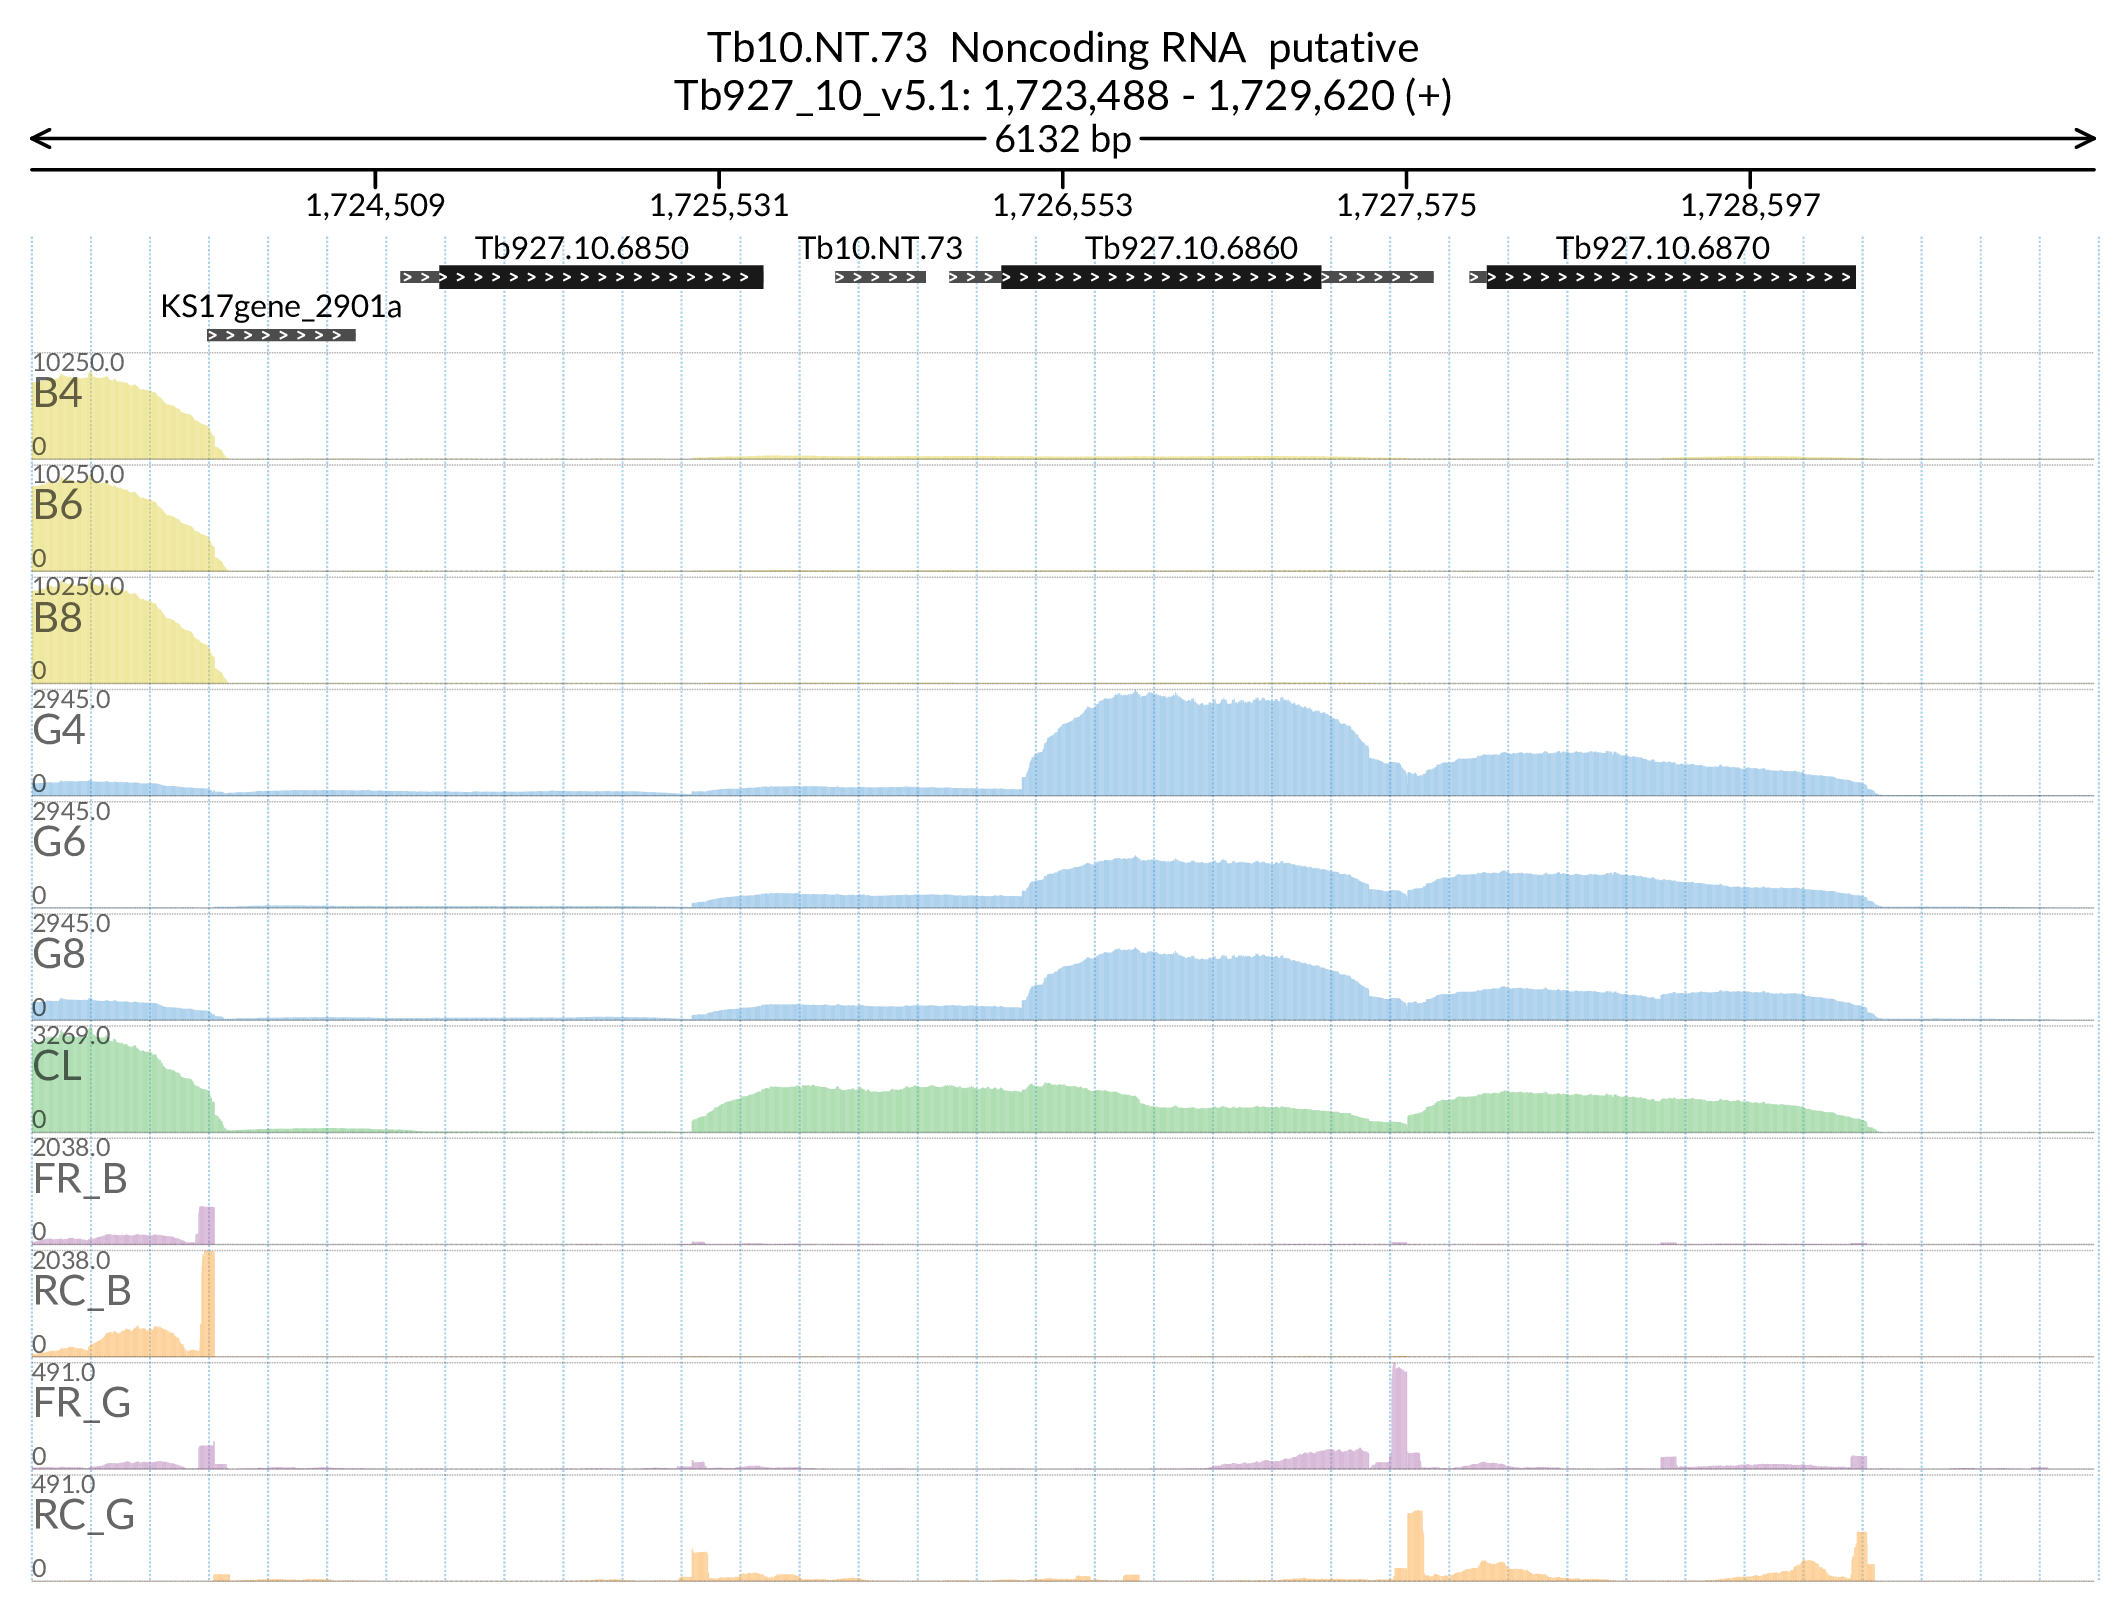 Tb10.NT.73 Noncoding RNA putative
Tb927_10_v5.1: 1,723,488 - 1,729,620 (+)
6132 bp
1,724,509 1,725,531 1,726,553 1,727,575 1,728,597
Tb927.10.6850 Tb10.NT.73 Tb927.10.6860 Tb927.10.6870
KS17gene_2901a
10250.0
B4
0
10250.0
B6
0
10250.0
B8
0
2945.0
G4
0
2945.0
G6
0
2945.0
G8
0
3269.0
CL
0
2038.0
FR_B
0
2038.0
RC_B
0
491.0
FR_G
0
491.0
RC_G
0